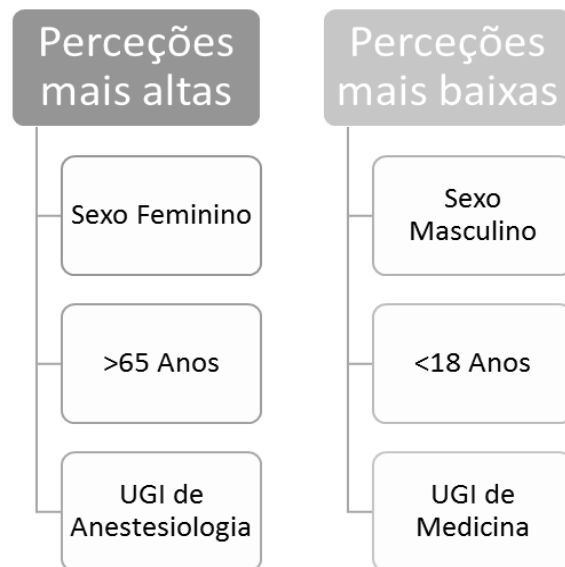 Perceções
mais altas
Sexo Feminino
>65 Anos
UGI de
Anestesiologia
Perceções
mais baixas
Sexo
Masculino
<18 Anos
UGI de
Medicina